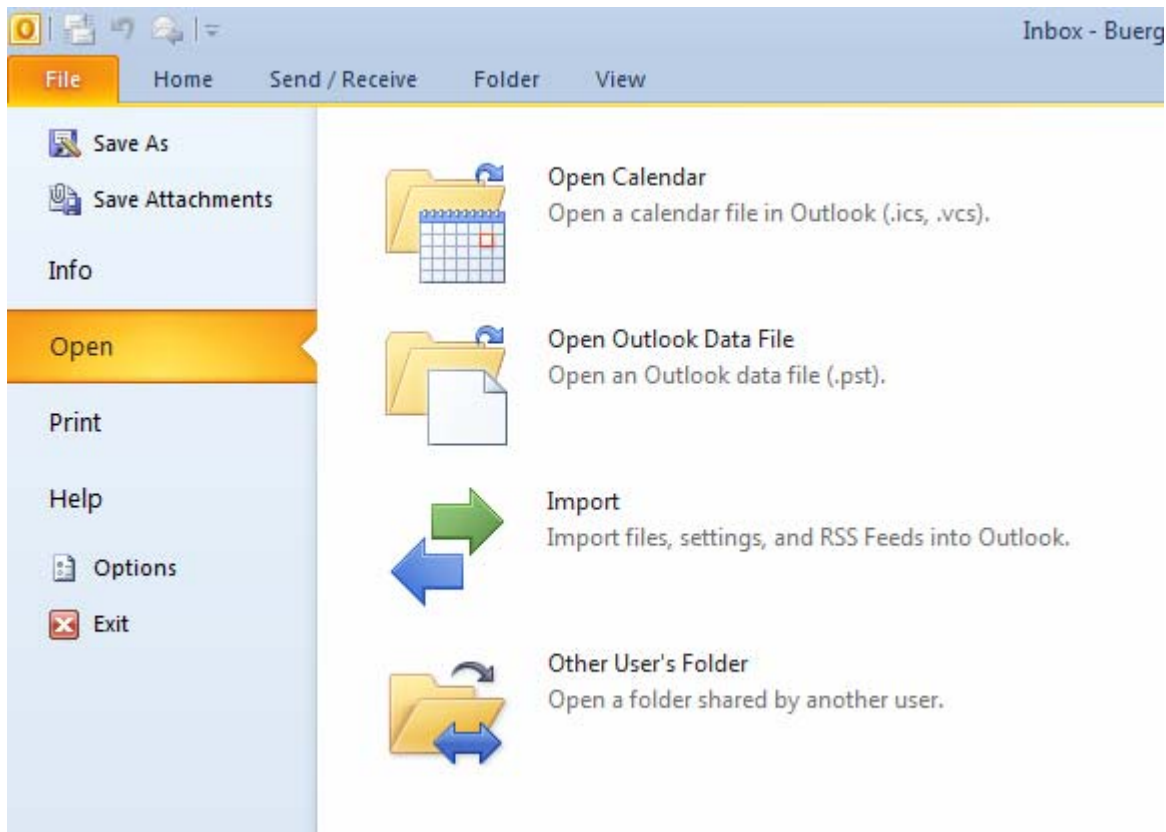 Inbox - Buerg
File Home Send / Receive Folder View
Save As
Save Attachments
Info
Open
Print
Help
Options
Exit
Open Calendar
Open a calendar file in Outlook (.ics, .vcs).
Open Outlook Data File
Open an Outlook data file (.pst).
Import
Import files, settings, and RSS Feeds into Outlook.
Other User's Folder
Open a folder shared by another user.